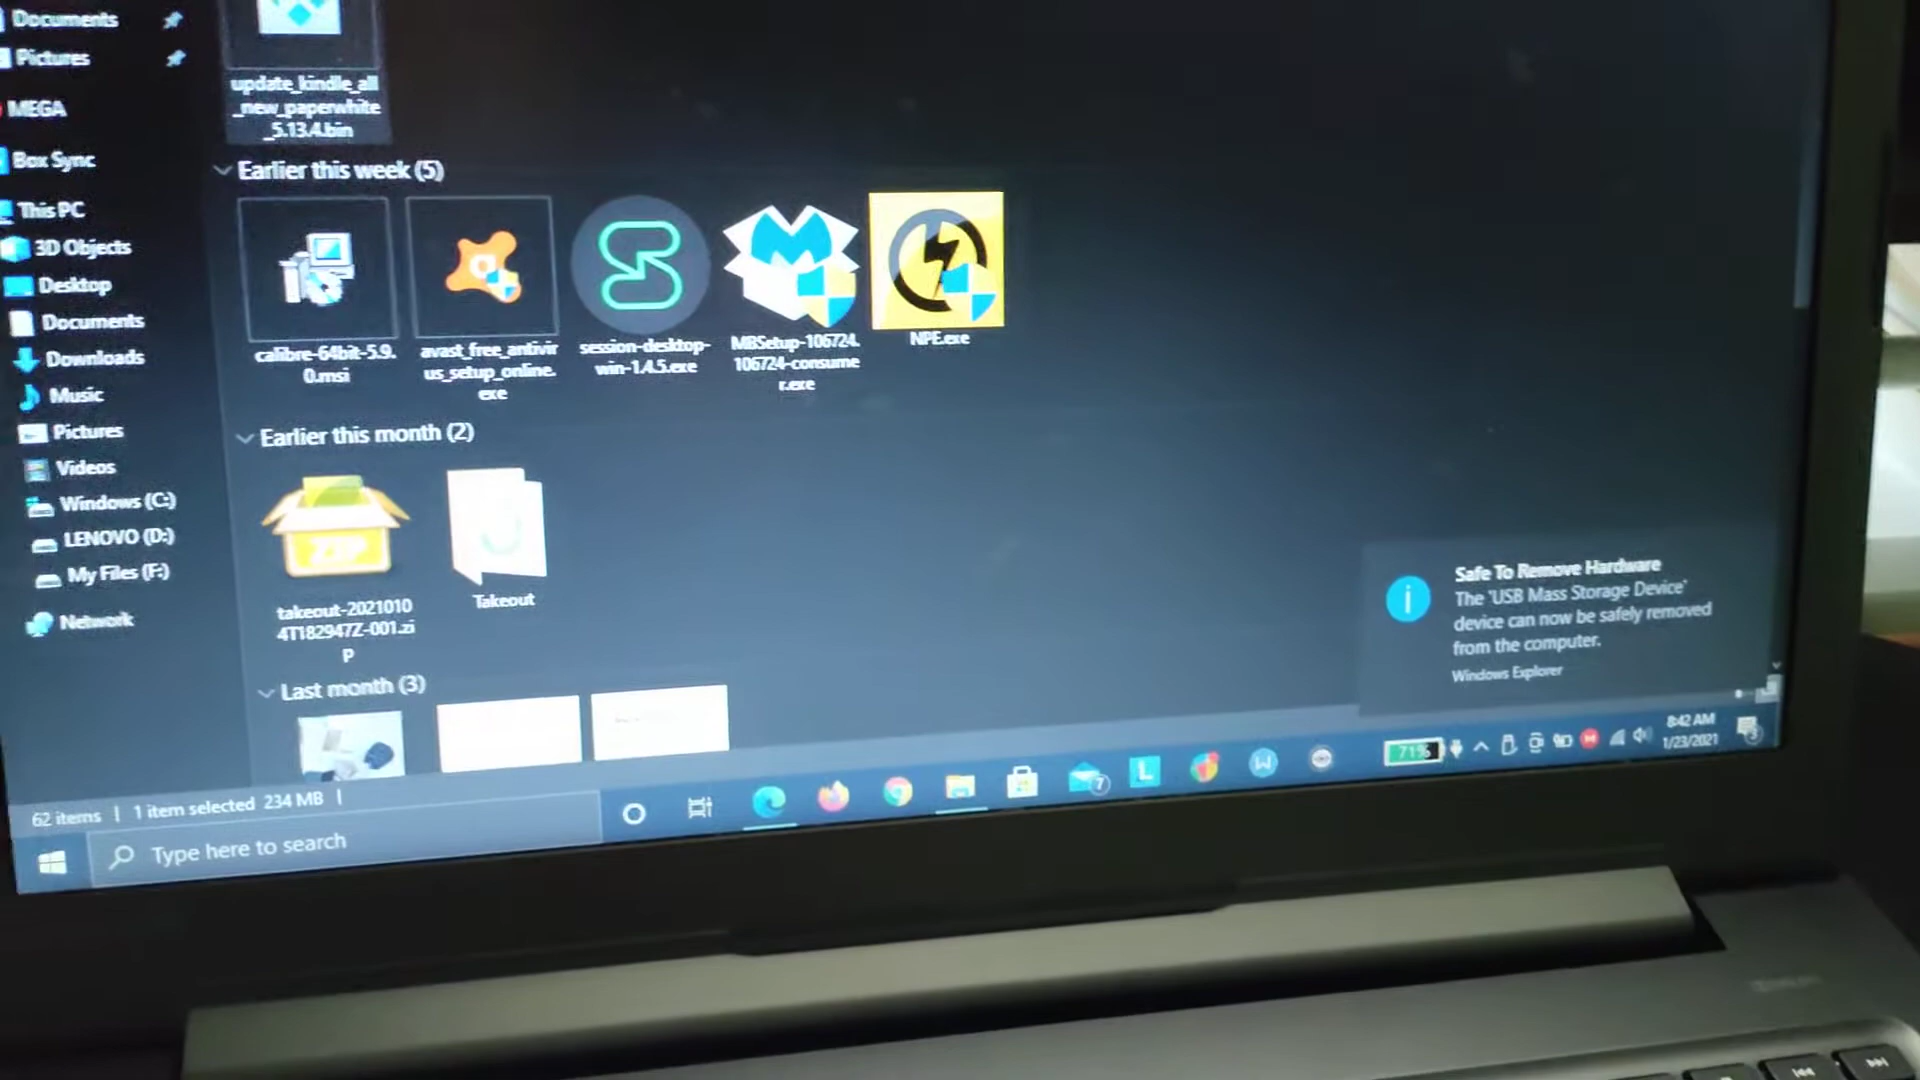 Documents
Pictures
MEGA
Box Sync
This PC
3D Objects
Desktop
Documents
Downloads
Music
Pictures
Videos
Windows (C:)
LENOVO (D:)
My Files (F:)
Network
update_kindle_all
_new_paperwhite
_5.13.4.bin
Earlier this week (5)
calibre-64bit-5.9.
0.msi
avast_free_antivir
us_setup_online.
exe
session-desktop-
win-1.4.5.exe
MBSetup-106724.
106724-consume
r.exe
NPE.exe
Earlier this month (2)
ZIP
takeout-2021010
4T182947Z-001.zi
p
Takeout
Last month (3)
Safe To Remove Hardware
The 'USB Mass Storage Device'
device can now be safely removed
from the computer.
Windows Explorer
62 items | 1 item selected 234 MB |
Type here to search
7
L
W
71%
8:42 AM
1/23/2021
3